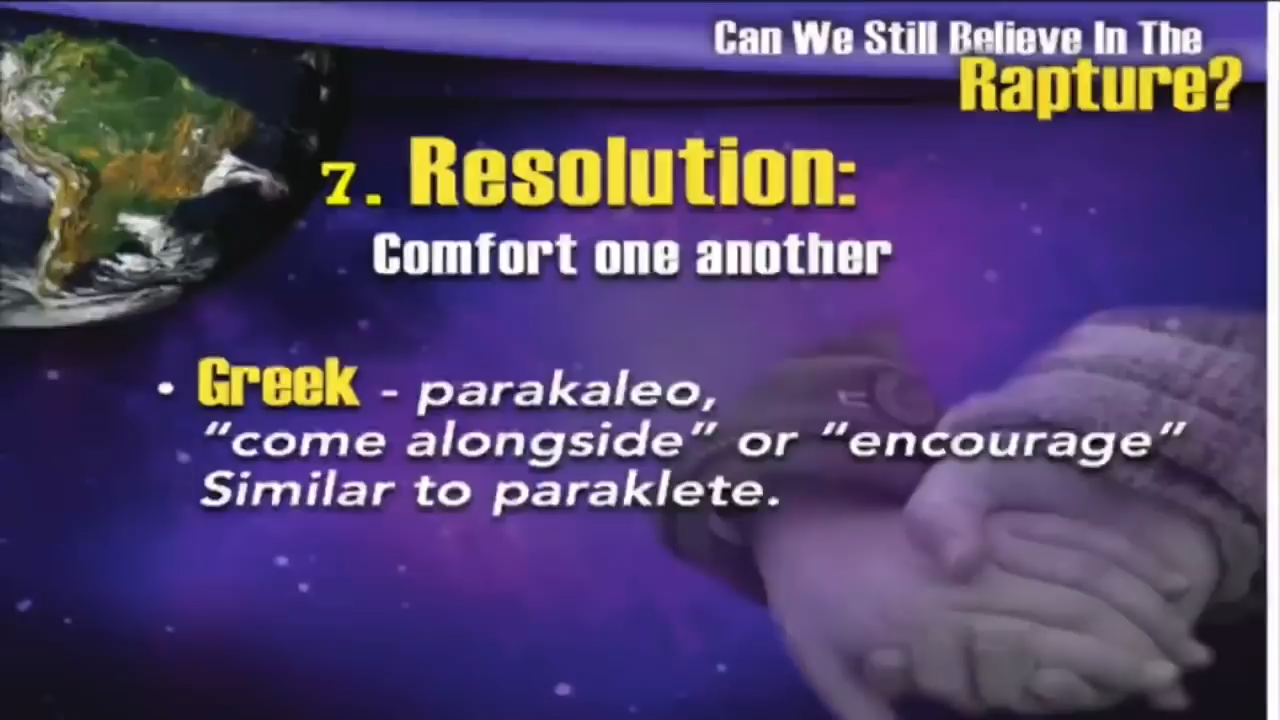 Can We Still Believe In The
Rapture?
7. Resolution:
Comfort one another
• Greek - parakaleo,
“come alongside” or “encourage”
Similar to paraklete.